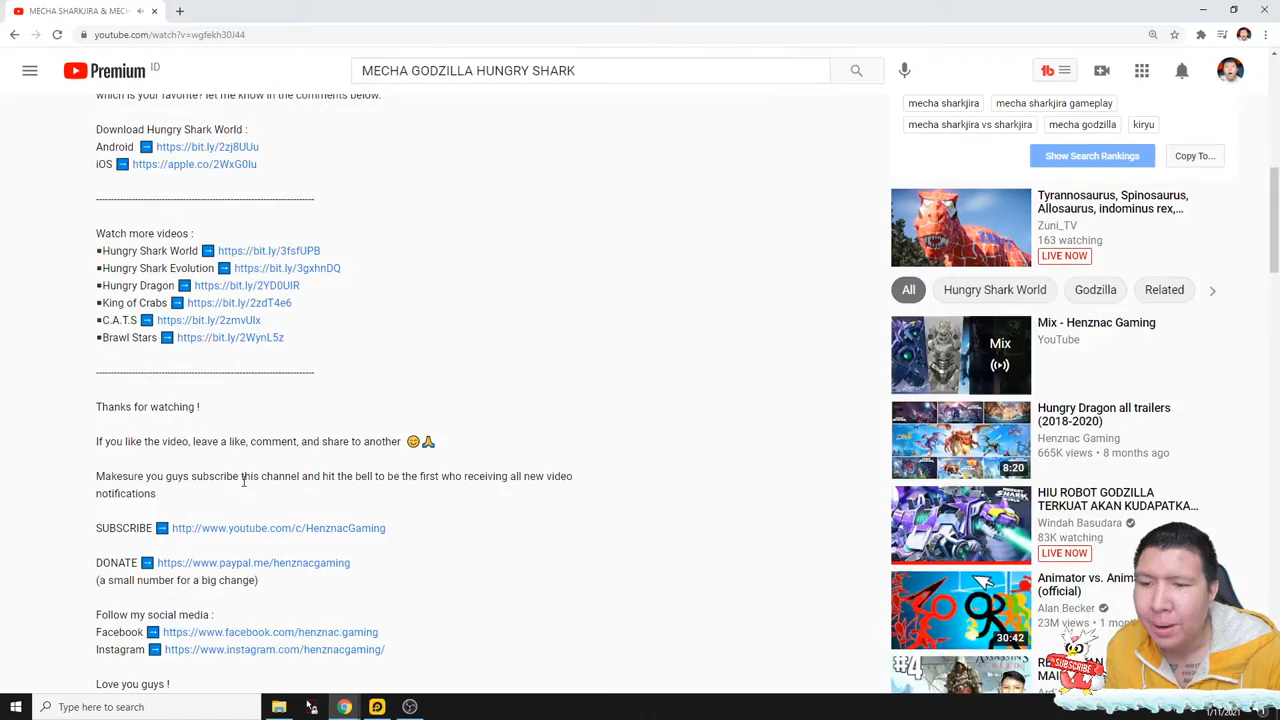 MECHA SHARKJIRA & MECH
youtube.com/watch?v=wgfekh30J44
Premium ID
MECHA GODZILLA HUNGRY SHARK
which is your favorite? let me know in the comments below.
Download Hungry Shark World :
Android ➡ https://bit.ly/2zj8UUu
iOS ➡ https://apple.co/2WxG0Iu
-------------------------------------------------------------------------
Watch more videos :
▪Hungry Shark World ➡ https://bit.ly/3fsfUPB
▪Hungry Shark Evolution ➡ https://bit.ly/3gxhnDQ
▪Hungry Dragon ➡ https://bit.ly/2YD0UIR
▪King of Crabs ➡ https://bit.ly/2zdT4e6
▪C.A.T.S ➡ https://bit.ly/2zmvUIx
▪Brawl Stars ➡ https://bit.ly/2WynL5z
-------------------------------------------------------------------------
Thanks for watching !
If you like the video, leave a like, comment, and share to another 😊🙏
Makesure you guys subscribe this channel and hit the bell to be the first who receiving all new video
notifications
SUBSCRIBE ➡ http://www.youtube.com/c/HenznacGaming
DONATE ➡ https://www.paypal.me/henznacgaming
(a small number for a big change)
Follow my social media :
Facebook ➡ https://www.facebook.com/henznac.gaming
Instagram ➡ https://www.instagram.com/henznacgaming/
Love you guys !
mecha sharkjira mecha sharkjira gameplay
mecha sharkjira vs sharkjira mecha godzilla kiryu
Show Search Rankings Copy To...
Tyrannosaurus, Spinosaurus,
Allosaurus, indominus rex,...
Zuni_TV
163 watching
LIVE NOW
All Hungry Shark World Godzilla Related
Mix
Mix - Henznac Gaming
YouTube
Hungry Dragon all trailers
(2018-2020)
Henznac Gaming
665K views • 8 months ago
8:20
HIU ROBOT GODZILLA
TERKUAT AKAN KUDAPATKA...
Windah Basudara
83K watching
LIVE NOW
Animator vs. Anim
(official)
Alan Becker
23M views • 1 mont
30:42
#4
SUBSCRIBE
Type here to search
1/11/2021